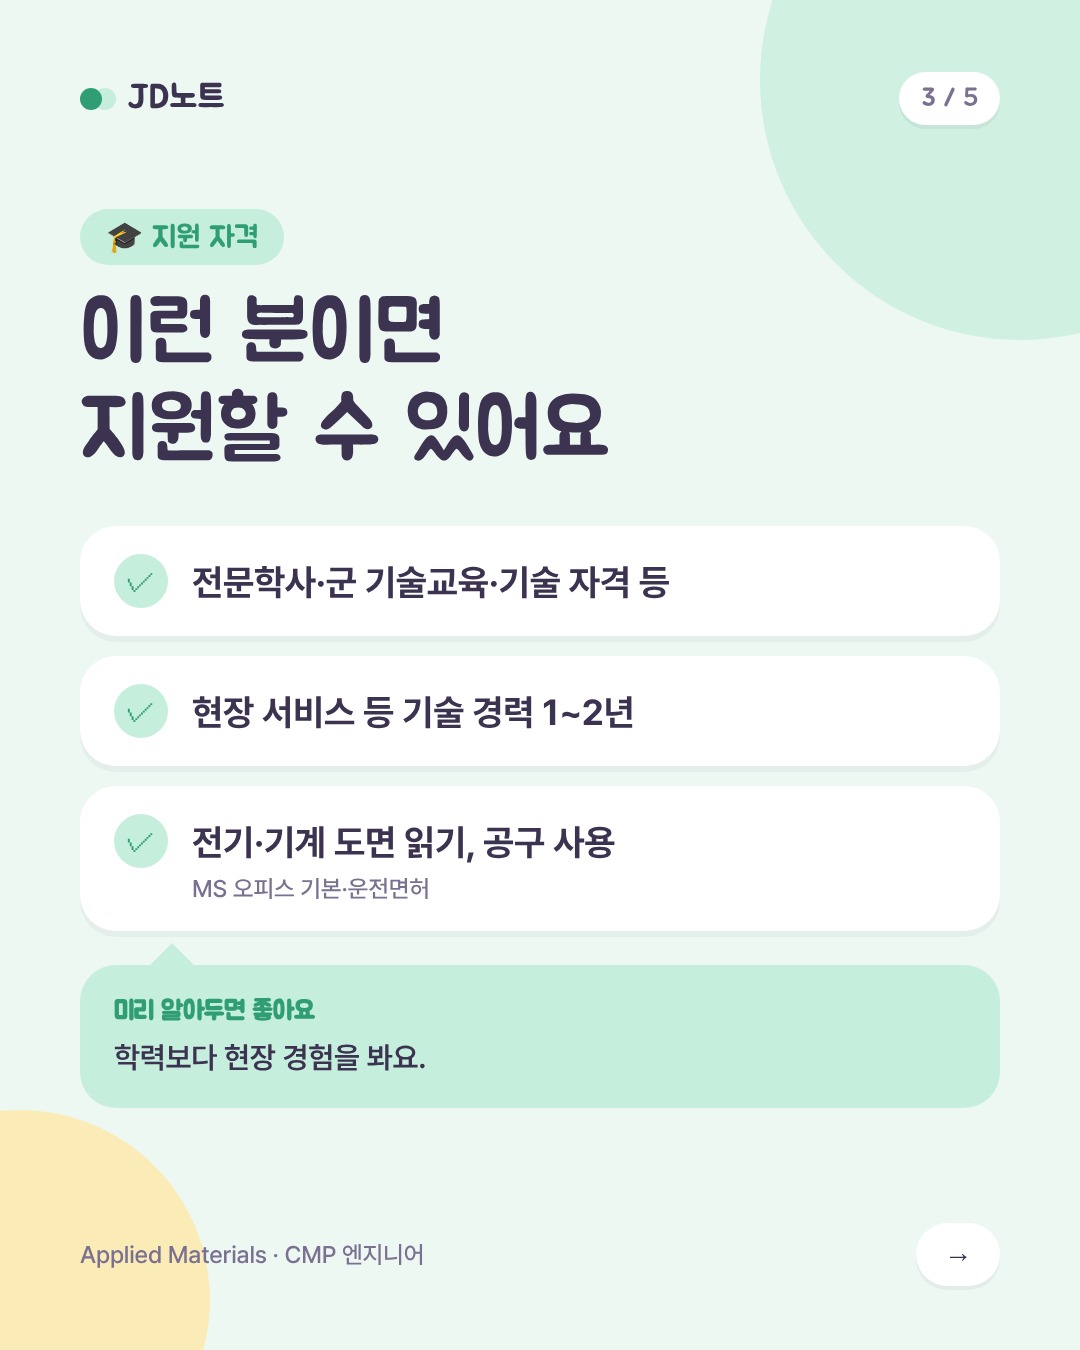 JD노트
3 / 5
🎓 지원 자격
이런 분이면
지원할 수 있어요
✓ 전문학사·군 기술교육·기술 자격 등
✓ 현장 서비스 등 기술 경력 1~2년
✓ 전기·기계 도면 읽기, 공구 사용
MS 오피스 기본·운전면허
미리 알아두면 좋아요
학력보다 현장 경험을 봐요.
Applied Materials · CMP 엔지니어
→